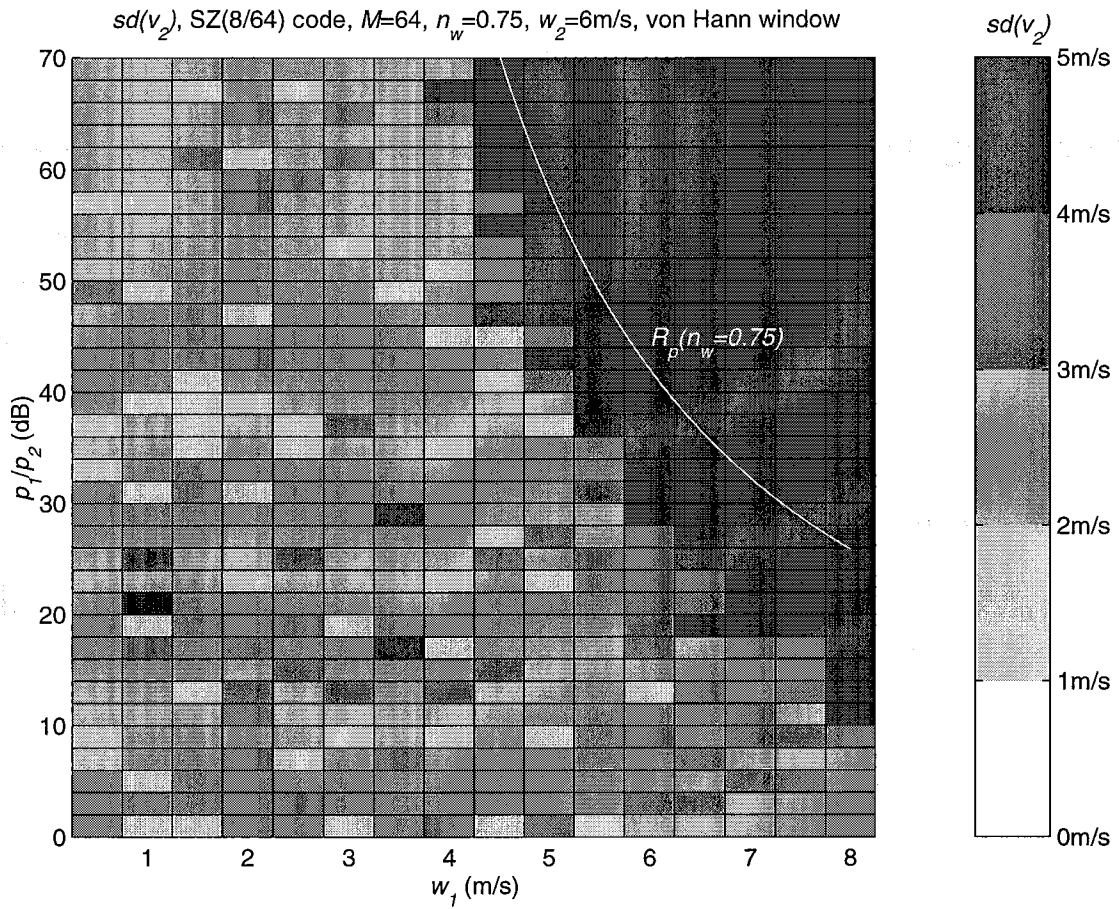 sd(v2), SZ(8/64) code, M=64, nw=0.75, w2=6m/s, von Hann window
sd(v2)
70
60
50
40
30
20
10
0
p1/p2 (dB)
Rp(nw=0.75)
1 2 3 4 5 6 7 8
w1 (m/s)
5m/s
4m/s
3m/s
2m/s
1m/s
0m/s